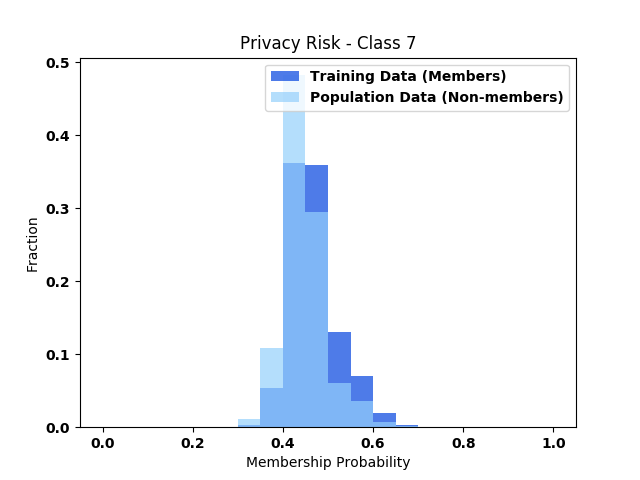 Privacy Risk - Class 7
Training Data (Members)
Population Data (Non-members)
0.5
0.4
0.3
0.2
0.1
0.0
Fraction
0.0 0.2 0.4 0.6 0.8 1.0
Membership Probability